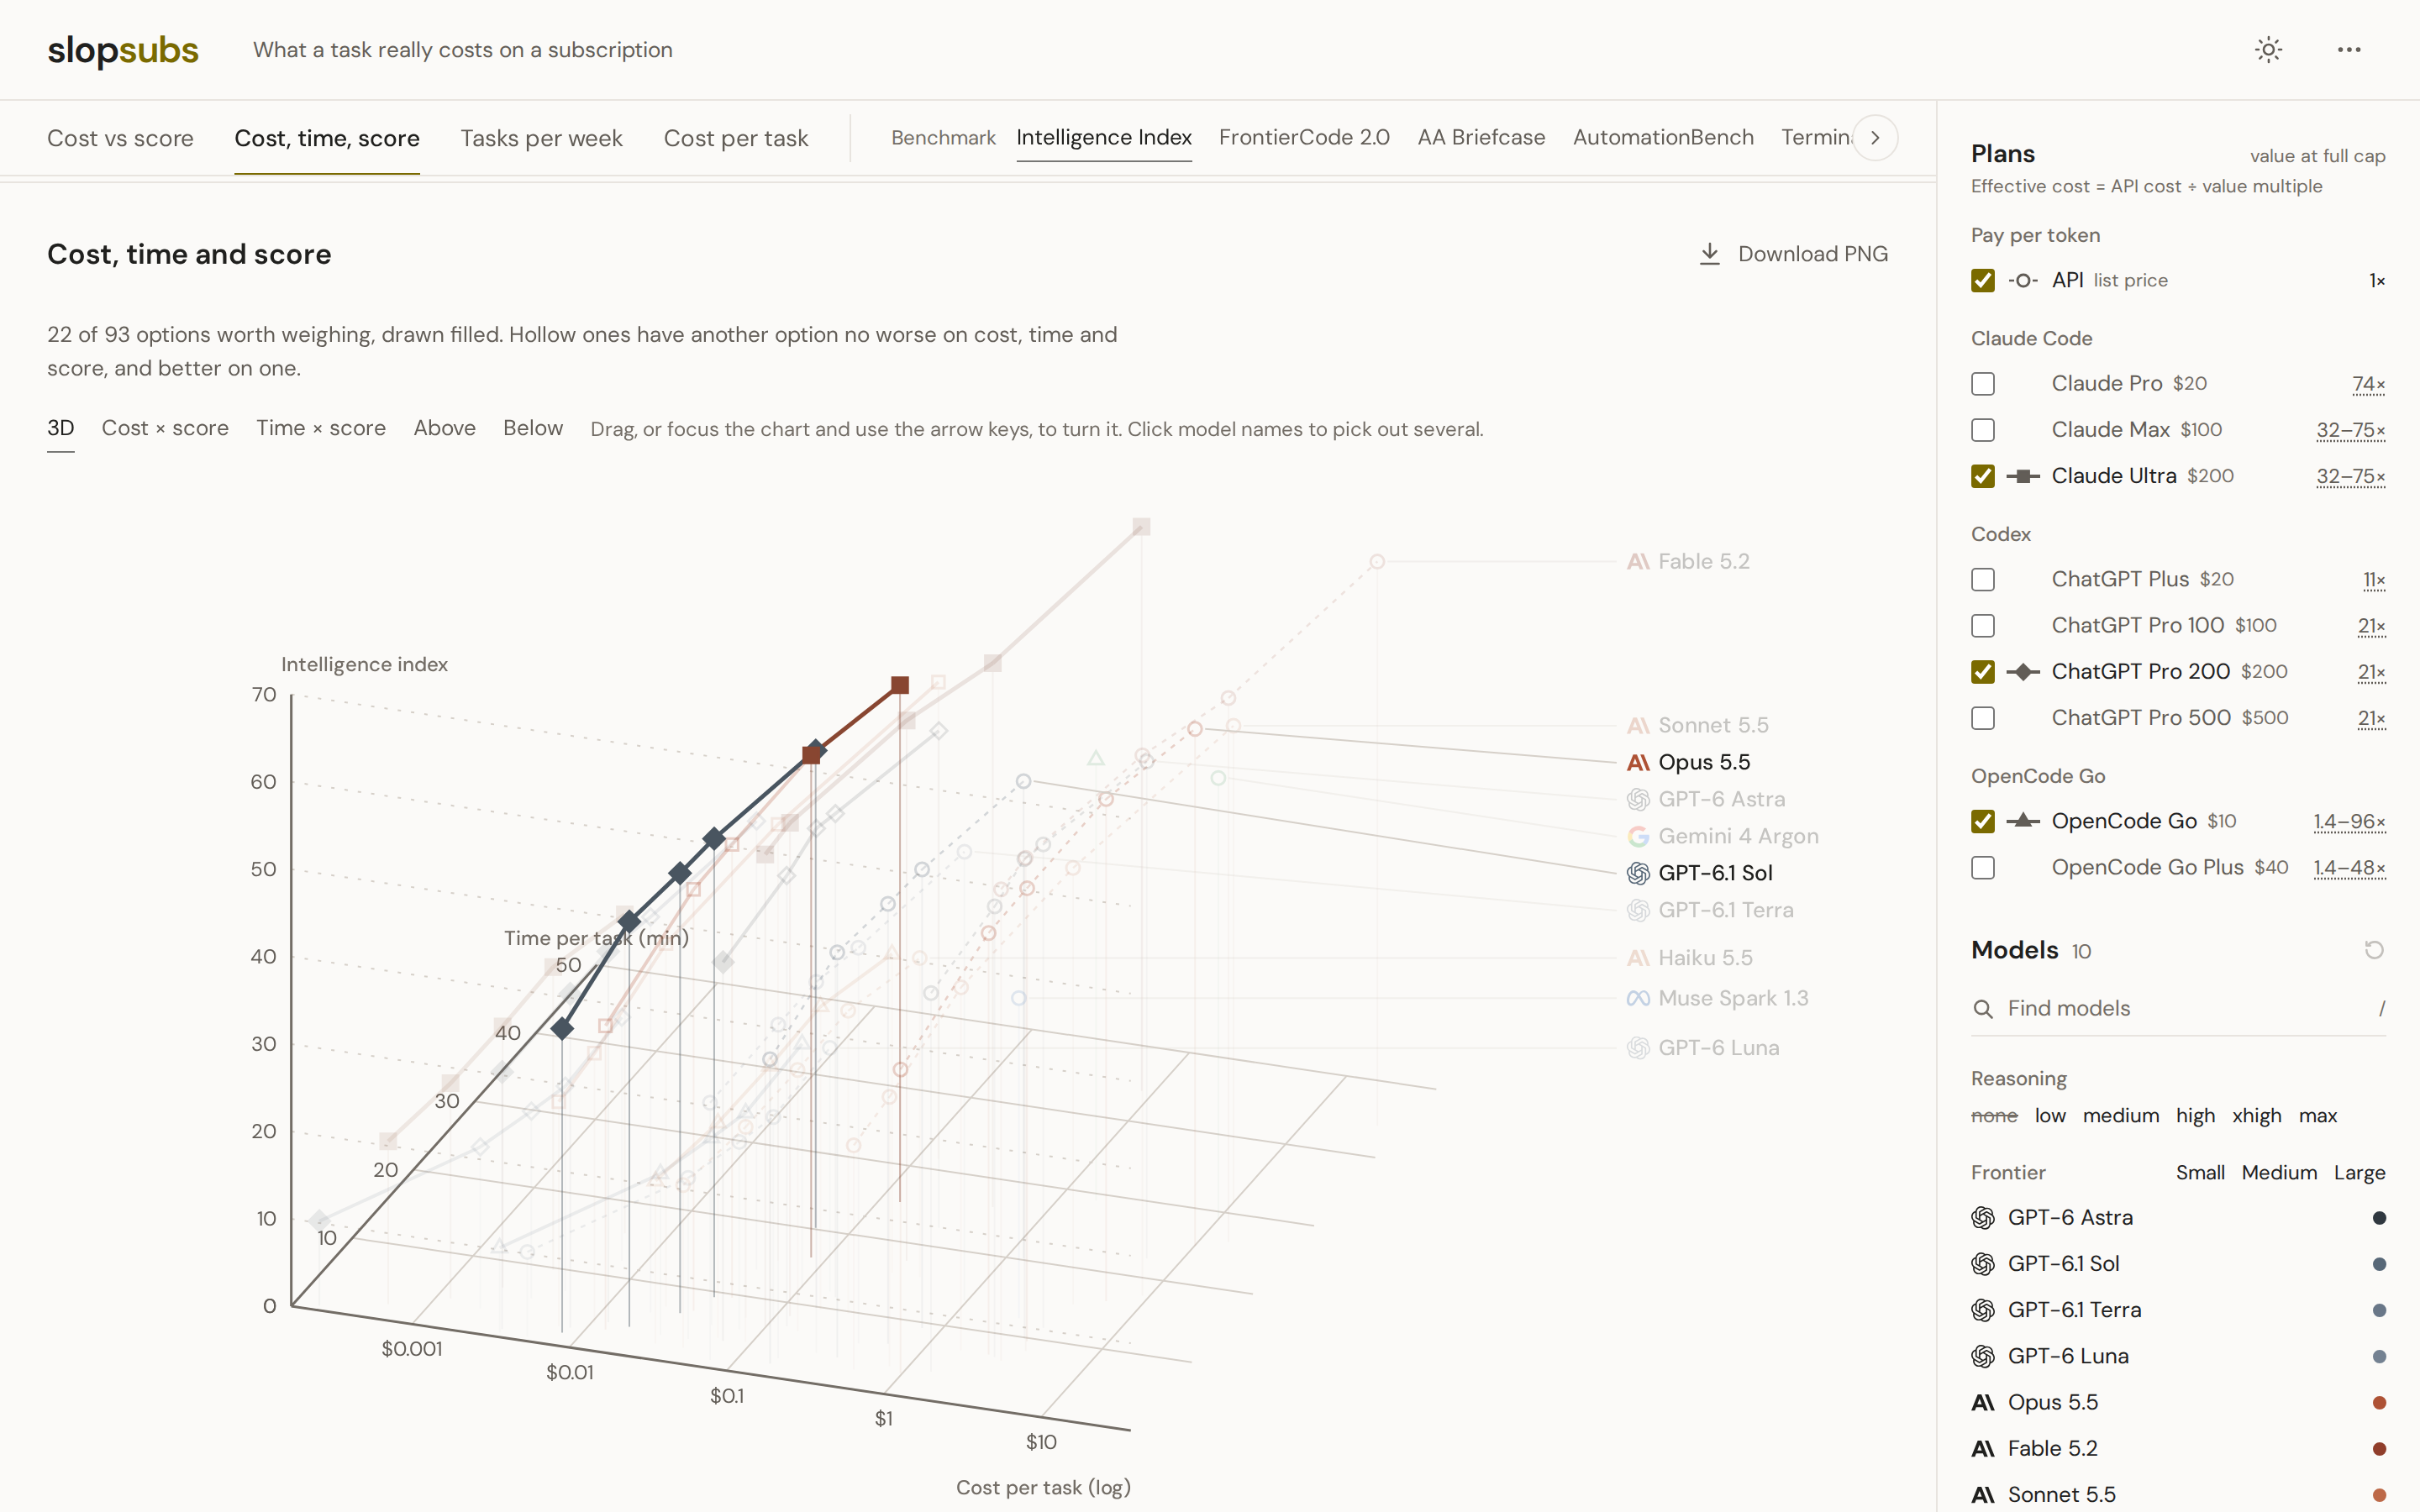 slopsubs
What a task really costs on a subscription
Cost vs score
Cost, time, score
Tasks per week
Cost per task
Benchmark
Intelligence Index
FrontierCode 2.0
AA Briefcase
AutomationBench
Termin
Cost, time and score
Download PNG
22 of 93 options worth weighing, drawn filled. Hollow ones have another option no worse on cost, time and
score, and better on one.
3D
Cost × score
Time × score
Above
Below
Drag, or focus the chart and use the arrow keys, to turn it. Click model names to pick out several.
Intelligence index
70
60
50
40
30
20
10
0
Time per task (min)
50
40
30
20
10
$0.001
$0.01
$0.1
$1
$10
Cost per task (log)
Fable 5.2
Sonnet 5.5
Opus 5.5
GPT-6 Astra
Gemini 4 Argon
GPT-6.1 Sol
GPT-6.1 Terra
Haiku 5.5
Muse Spark 1.3
GPT-6 Luna
Plans
value at full cap
Effective cost = API cost ÷ value multiple
Pay per token
API list price 1×
Claude Code
Claude Pro $20 74×
Claude Max $100 32–75×
Claude Ultra $200 32–75×
Codex
ChatGPT Plus $20 11×
ChatGPT Pro 100 $100 21×
ChatGPT Pro 200 $200 21×
ChatGPT Pro 500 $500 21×
OpenCode Go
OpenCode Go $10 1.4–96×
OpenCode Go Plus $40 1.4–48×
Models 10
Find models /
Reasoning
none low medium high xhigh max
Frontier Small Medium Large
GPT-6 Astra
GPT-6.1 Sol
GPT-6.1 Terra
GPT-6 Luna
Opus 5.5
Fable 5.2
Sonnet 5.5